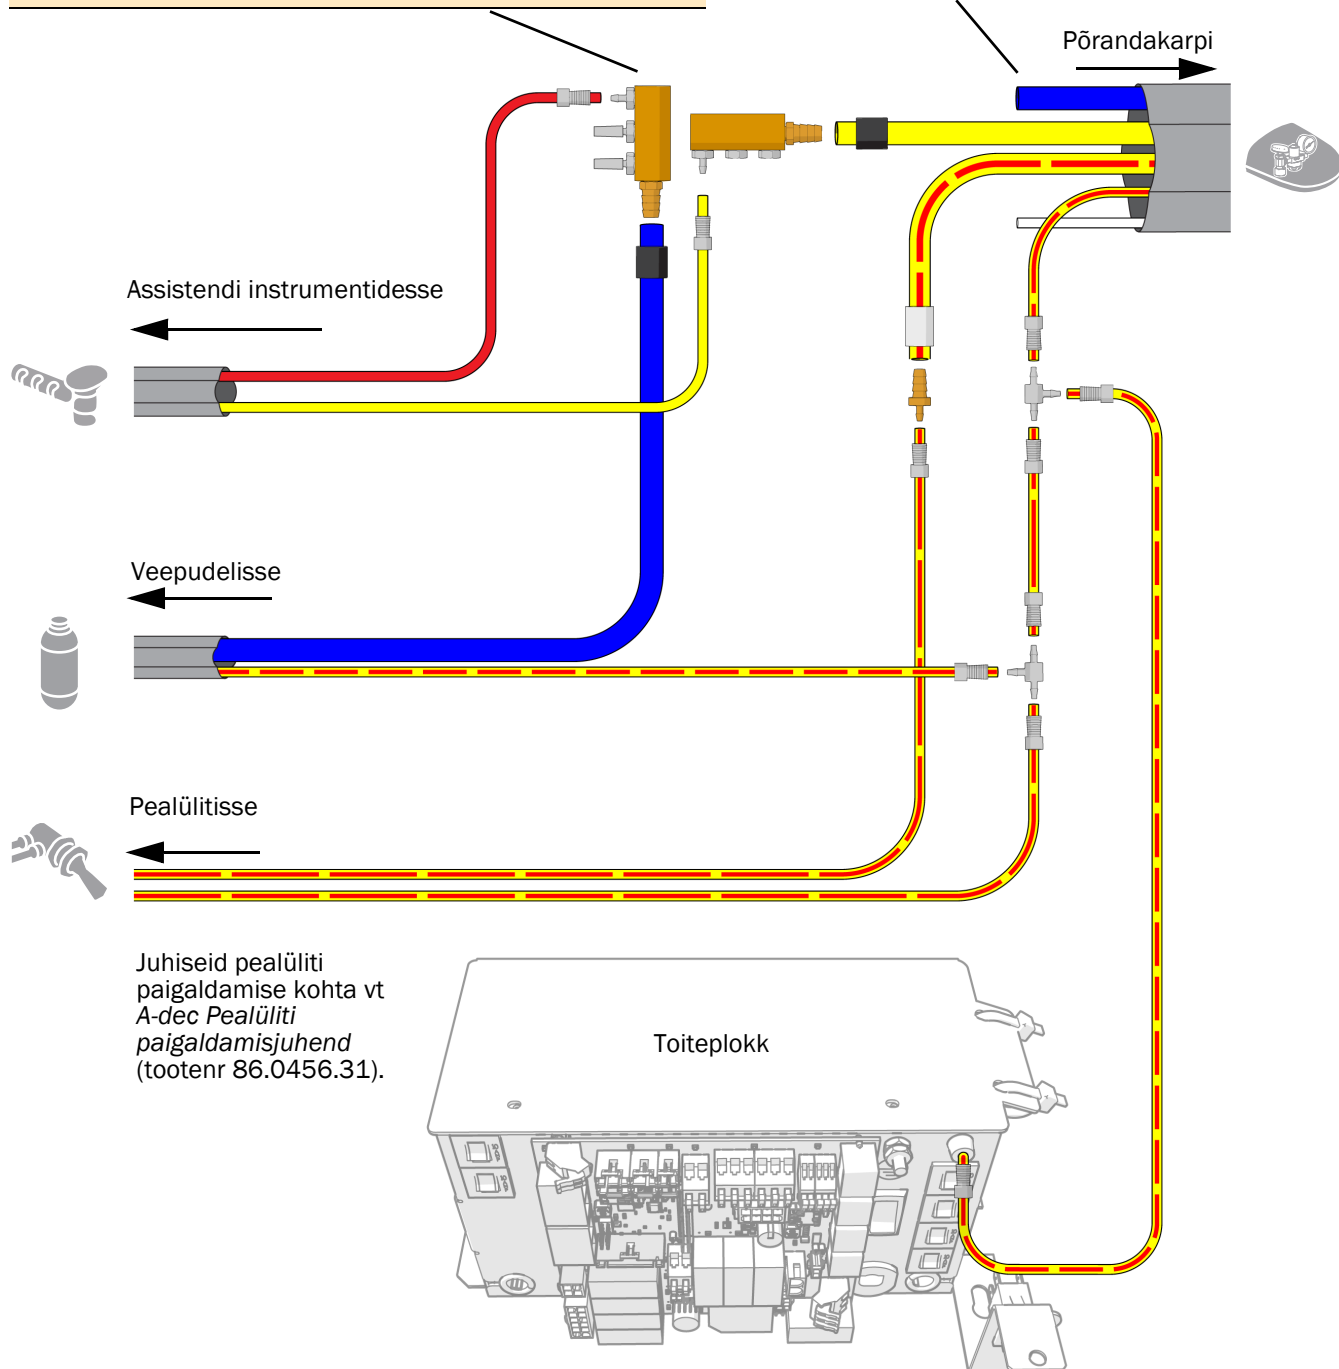 Põrandakarpi
Assistendi instrumentidesse
Veepudelisse
Pealülitisse
Juhiseid pealüliti
paigaldamise kohta vt
A-dec Pealüliti
paigaldamisjuhend
(tootenr 86.0456.31).
Toiteplokk